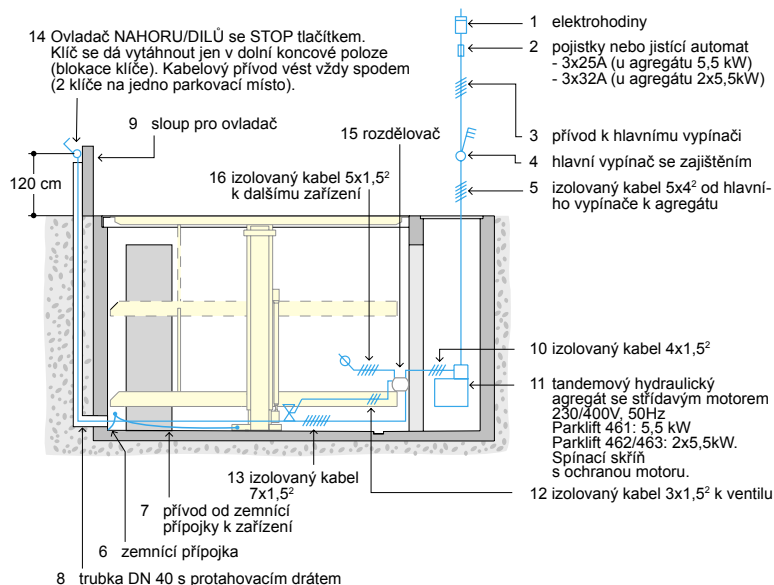 14 Ovladač NAHORU/DILŮ se STOP tlačítkem.
Klíč se dá vytáhnout jen v dolní koncové poloze
(blokace klíče). Kabelový přívod vést vždy spodem
(2 klíče na jedno parkovací místo).
9 sloup pro ovladač
120 cm
15 rozdělovač
16 izolovaný kabel 5x1,5²
k dalšímu zařízení
1 elektrohodiny
2 pojistky nebo jistící automat
- 3x25A (u agregátu 5,5 kW)
- 3x32A (u agregátu 2x5,5kW)
3 přívod k hlavnímu vypínači
4 hlavní vypínač se zajištěním
5 izolovaný kabel 5x4² od hlavní-
ho vypínače k agregátu
10 izolovaný kabel 4x1,5²
11 tandemový hydraulický
agregát se střídavým motorem
230/400V, 50Hz
Parklift 461: 5,5 kW
Parklift 462/463: 2x5,5kW.
Spínací skříň
s ochranou motoru.
12 izolovaný kabel 3x1,5² k ventilu
13 izolovaný kabel
7x1,5²
7 přívod od zemnící
přípojky k zařízení
6 zemnící přípojka
8 trubka DN 40 s protahovacím drátem